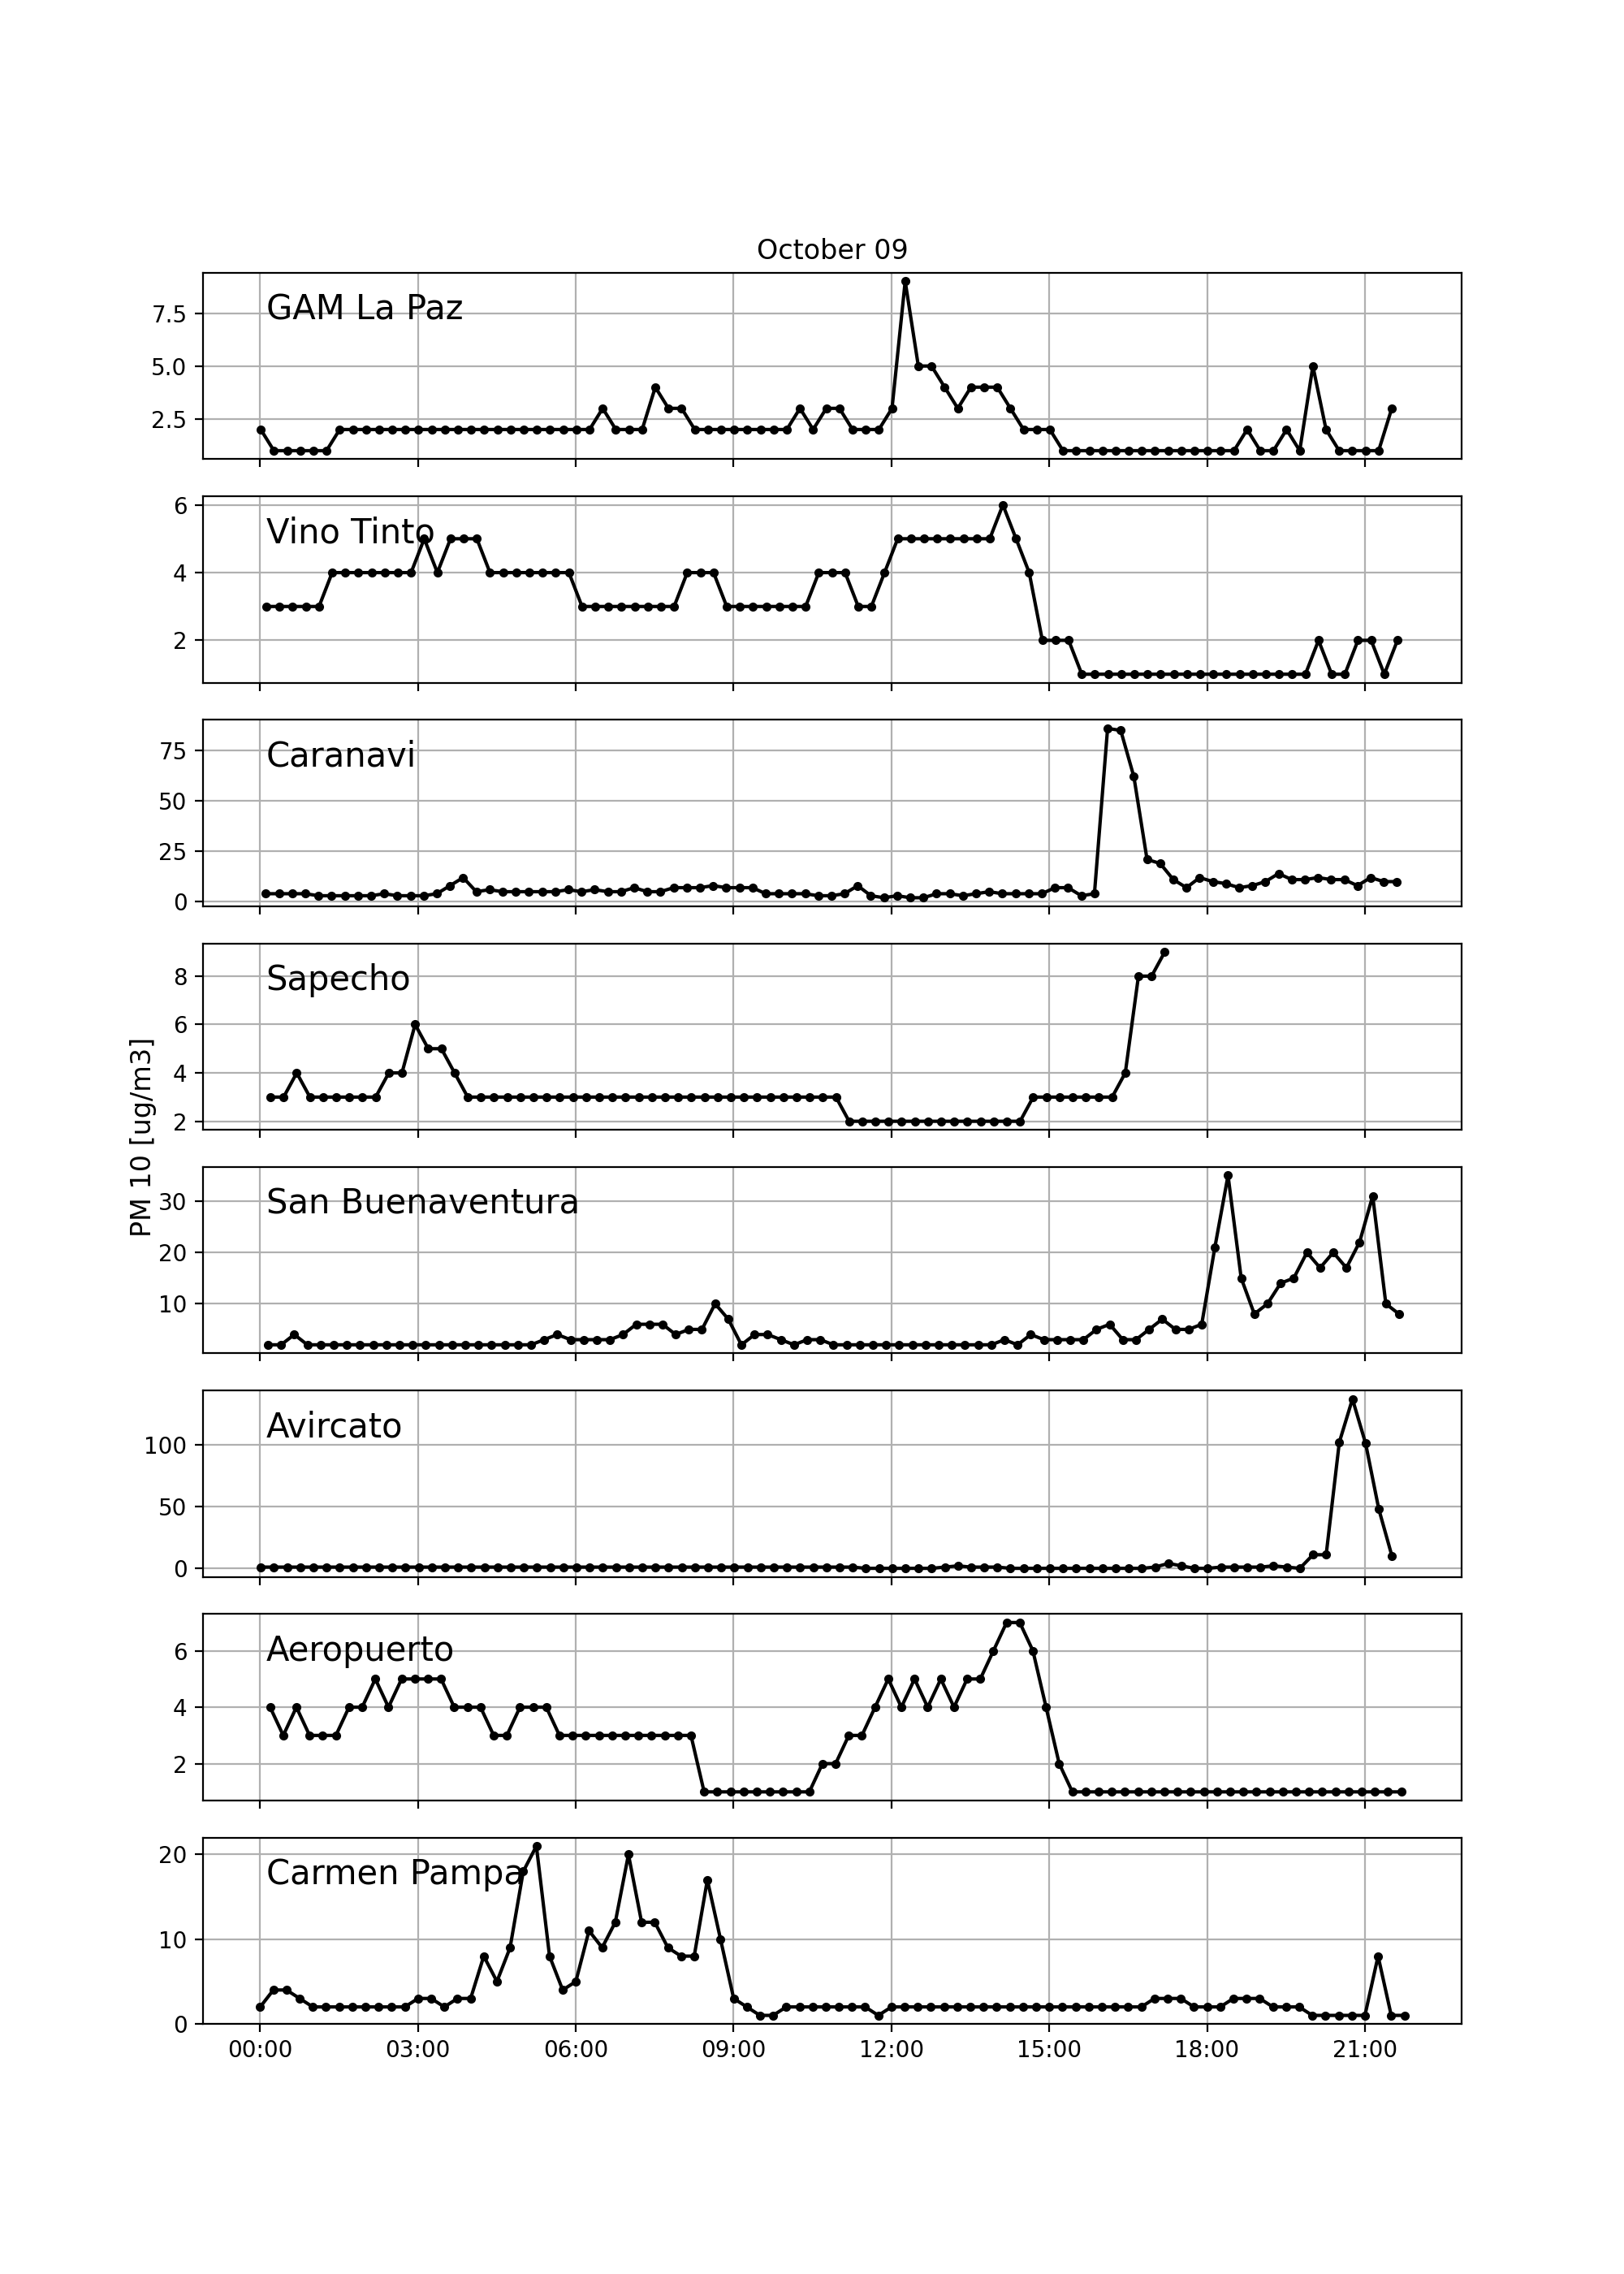 October 09
GAM La Paz
7.5
5.0
2.5
Vino Tinto
6
4
2
Caranavi
75
50
25
0
Sapecho
8
6
4
2
PM 10 [ug/m3]
San Buenaventura
30
20
10
Avircato
100
50
0
Aeropuerto
6
4
2
Carmen Pampa
20
10
0
00:00 03:00 06:00 09:00 12:00 15:00 18:00 21:00